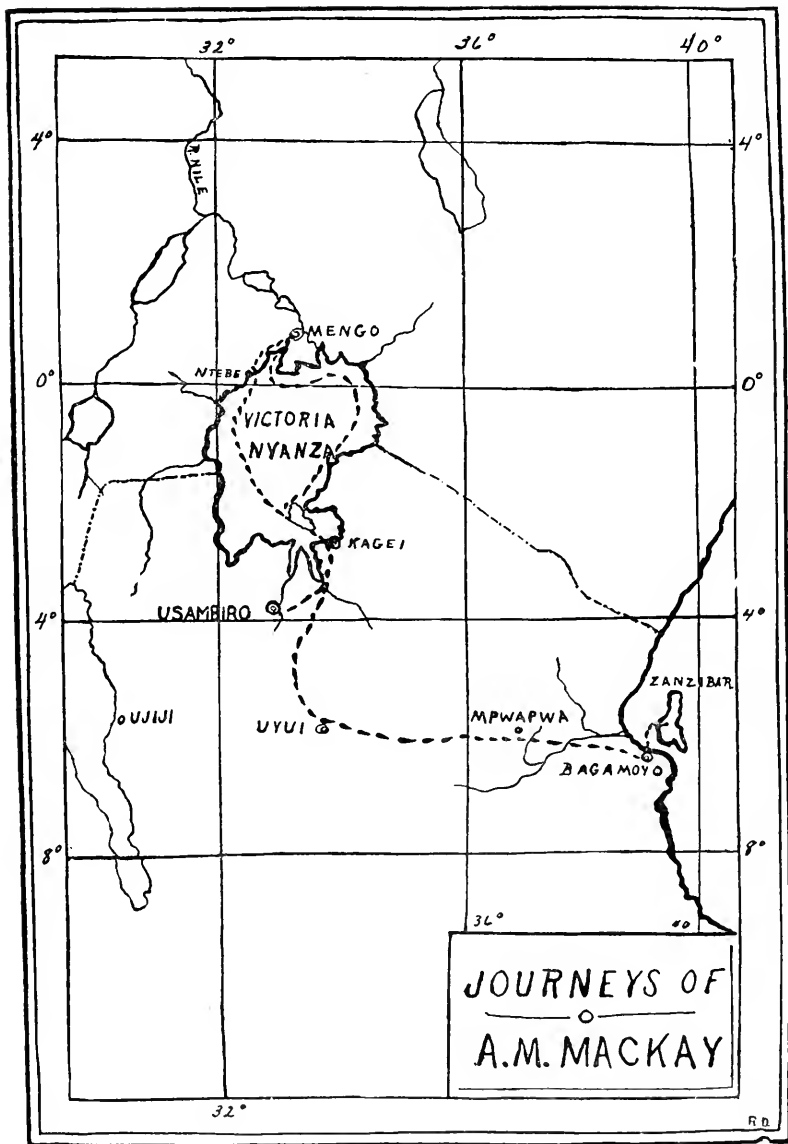 32°
36°
40°
4°
4°
R. NILE
MENGO
NTEBE
0°
0°
VICTORIA
NYANZA
KAGEI
USAMBIRO
4°
4°
ZANZIBAR
UJIJI
UYUI
MPWAPWA
BAGAMOYO
8°
8°
36°
40
JOURNEYS OF
A.M. MACKAY
32°
R D